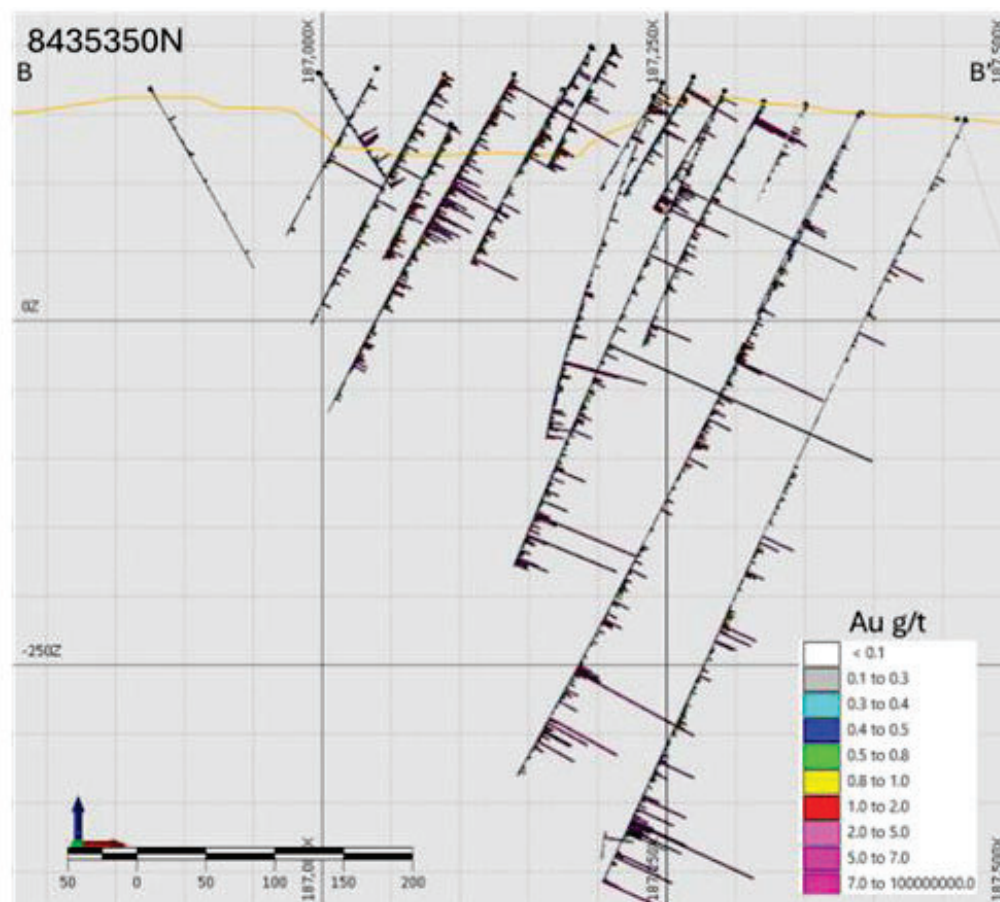 8435350N
B
B'
187,000X
187,250X
187,500X
0Z
-250Z
Au g/t
< 0.1
0.1 to 0.3
0.3 to 0.4
0.4 to 0.5
0.5 to 0.8
0.8 to 1.0
1.0 to 2.0
2.0 to 5.0
5.0 to 7.0
7.0 to 100000000.0
50 0 50 100 150 200